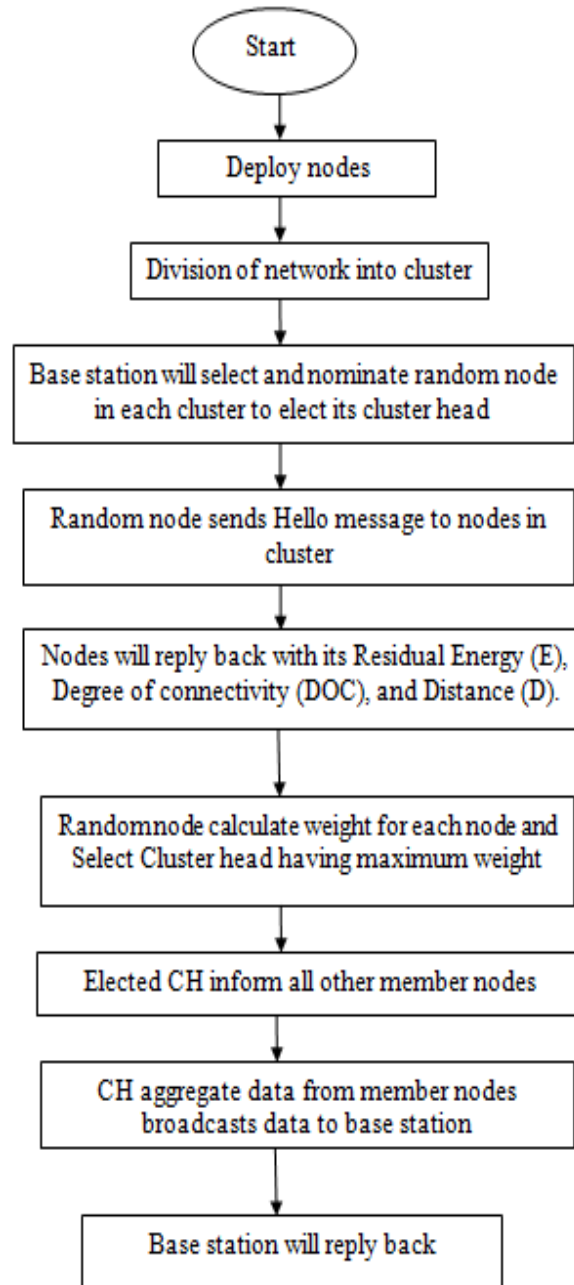 Start
Deploy nodes
Division of network into cluster
Base station will select and nominate random node
in each cluster to elect its cluster head
Random node sends Hello message to nodes in
cluster
Nodes will reply back with its Residual Energy (E),
Degree of connectivity (DOC), and Distance (D).
Randomnode calculate weight for each node and
Select Cluster head having maximum weight
Elected CH inform all other member nodes
CH aggregate data from member nodes
broadcasts data to base station
Base station will reply back